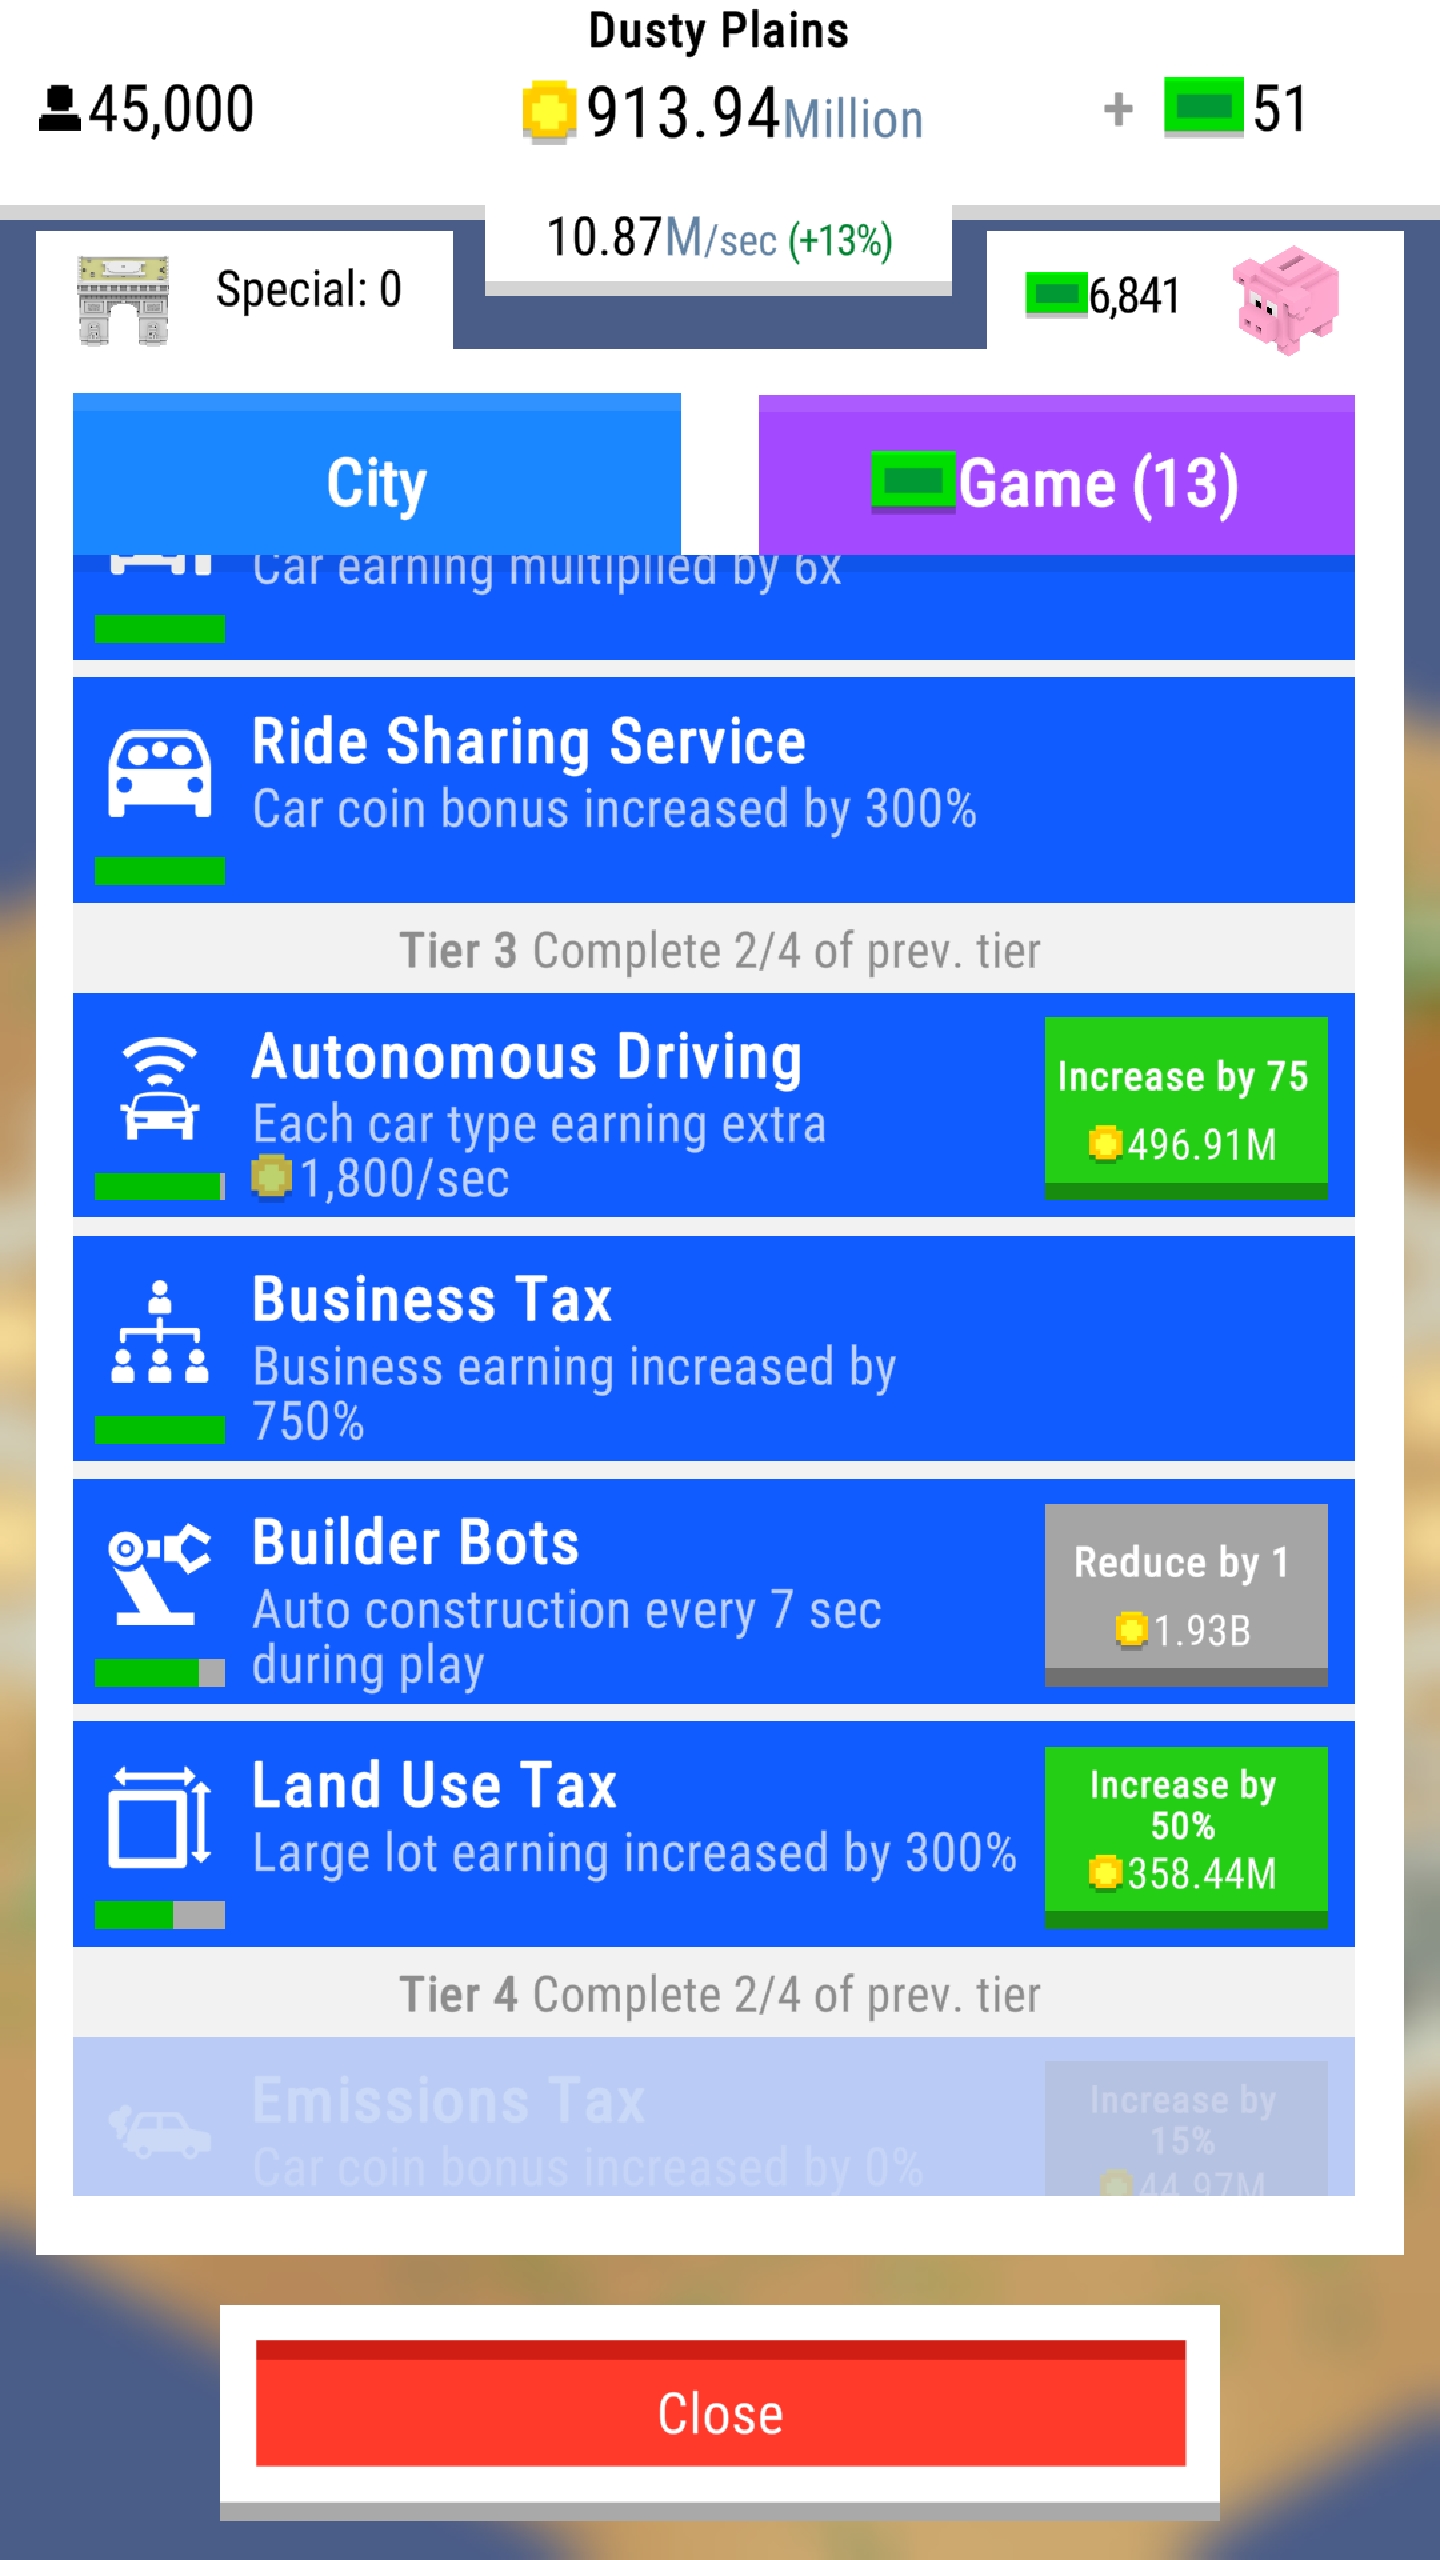 Dusty Plains
45,000
913.94Million
+ 51
10.87M/sec (+13%)
Special: 0
6,841
City
Game (13)
Car earning multiplied by 6x
Ride Sharing Service
Car coin bonus increased by 300%
Tier 3 Complete 2/4 of prev. tier
Autonomous Driving
Each car type earning extra
1,800/sec
Increase by 75
496.91M
Business Tax
Business earning increased by
750%
Builder Bots
Auto construction every 7 sec
during play
Reduce by 1
1.93B
Land Use Tax
Large lot earning increased by 300%
Increase by
50%
358.44M
Tier 4 Complete 2/4 of prev. tier
Emissions Tax
Car coin bonus increased by 0%
Increase by
15%
44.97M
Close